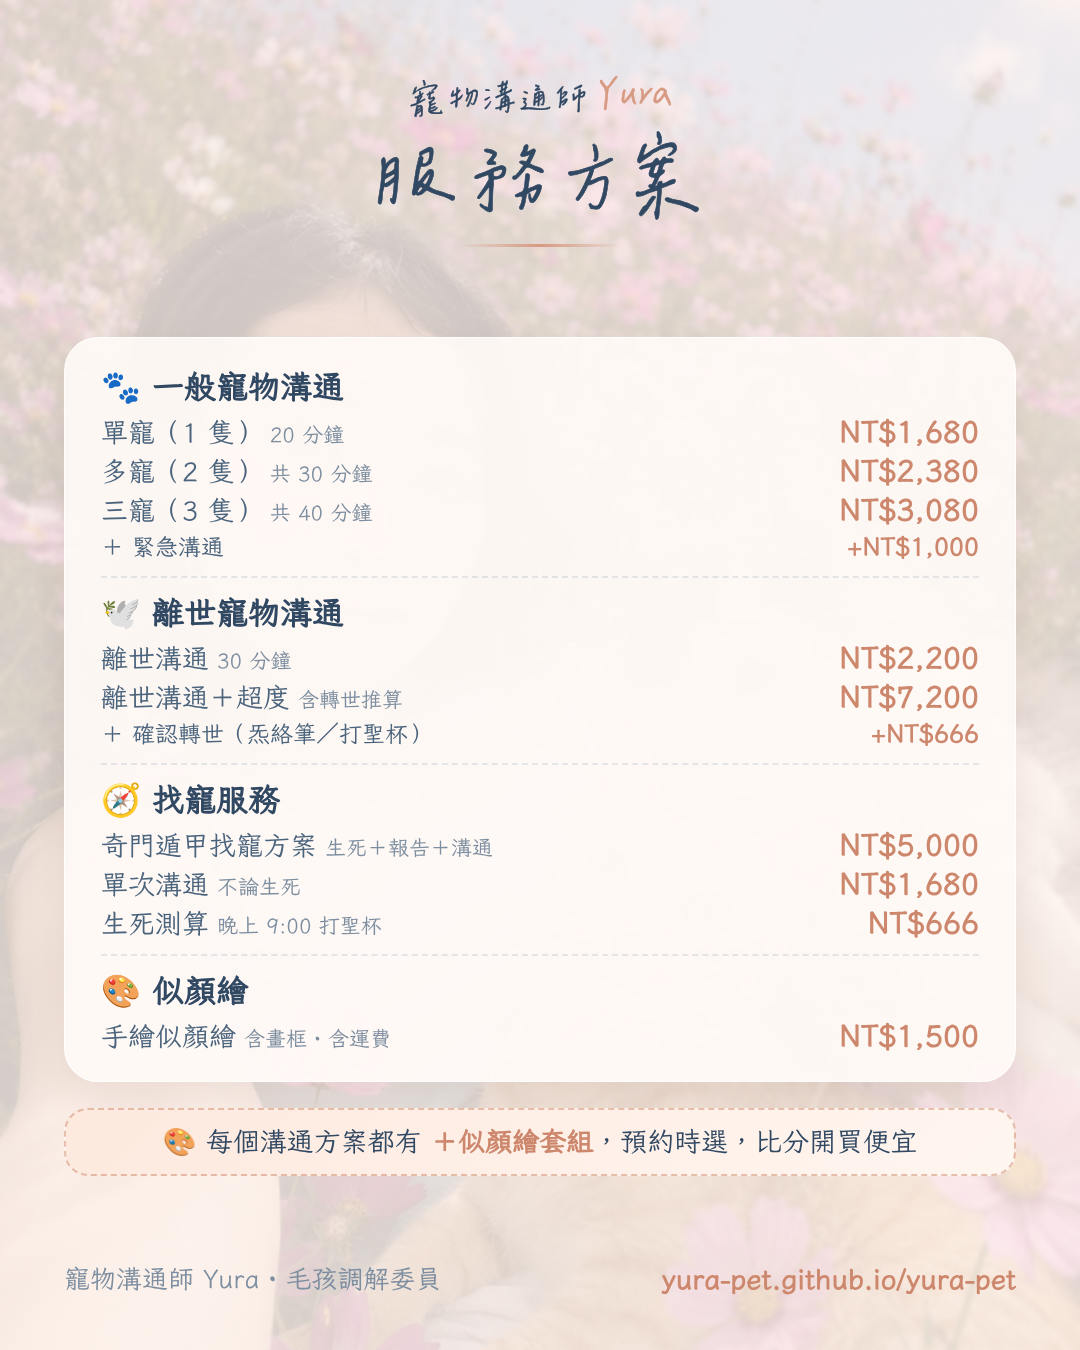 寵物溝通師 Yura
服務方案
🐾 一般寵物溝通
單寵（1 隻） 20 分鐘 NT$1,680
多寵（2 隻） 共 30 分鐘 NT$2,380
三寵（3 隻） 共 40 分鐘 NT$3,080
＋ 緊急溝通 +NT$1,000
🕊️ 離世寵物溝通
離世溝通 30 分鐘 NT$2,200
離世溝通＋超度 含轉世推算 NT$7,200
＋ 確認轉世（炁絡筆／打聖杯） +NT$666
🧭 找寵服務
奇門遁甲找寵方案 生死＋報告＋溝通 NT$5,000
單次溝通 不論生死 NT$1,680
生死測算 晚上 9:00 打聖杯 NT$666
🎨 似顏繪
手繪似顏繪 含畫框・含運費 NT$1,500
🎨 每個溝通方案都有 ＋似顏繪套組，預約時選，比分開買便宜
寵物溝通師 Yura・毛孩調解委員
yura-pet.github.io/yura-pet